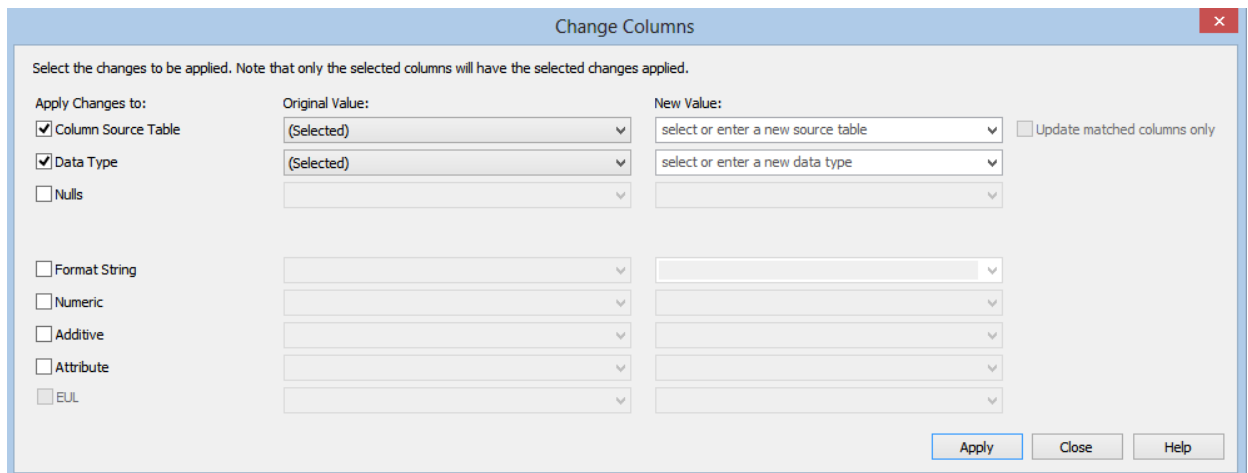 Change Columns
Select the changes to be applied. Note that only the selected columns will have the selected changes applied.
Apply Changes to: Original Value: New Value:
Column Source Table (Selected) select or enter a new source table Update matched columns only
Data Type (Selected) select or enter a new data type
Nulls
Format String
Numeric
Additive
Attribute
EUL
Apply Close Help